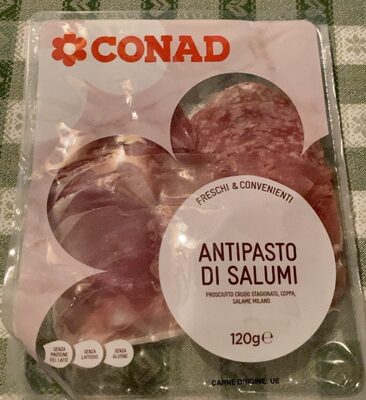 CONAD
FRESCHI & CONVENIENTI
ANTIPASTO
DI SALUMI
PROSCIUTTO CRUDO STAGIONATO, COPPA,
SALAME MILANO.
120g℮
SENZA
PROTEINE
DEL LATTE
SENZA
LATTOSIO
SENZA
GLUTINE
CARNE ORIGINE: UE